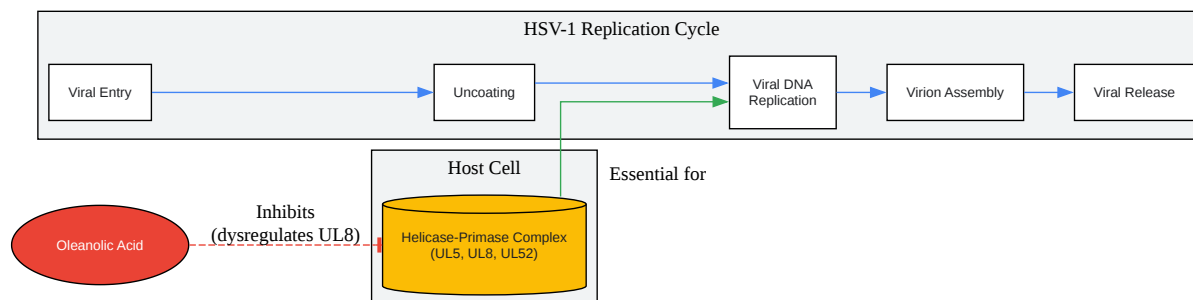 HSV-1 Replication Cycle
Viral Entry
Uncoating
Viral DNA
Replication
Virion Assembly
Viral Release
Host Cell
Essential for
Inhibits
(dysregulates UL8)
Oleanolic Acid
Helicase-Primase Complex
(UL5, UL8, UL52)